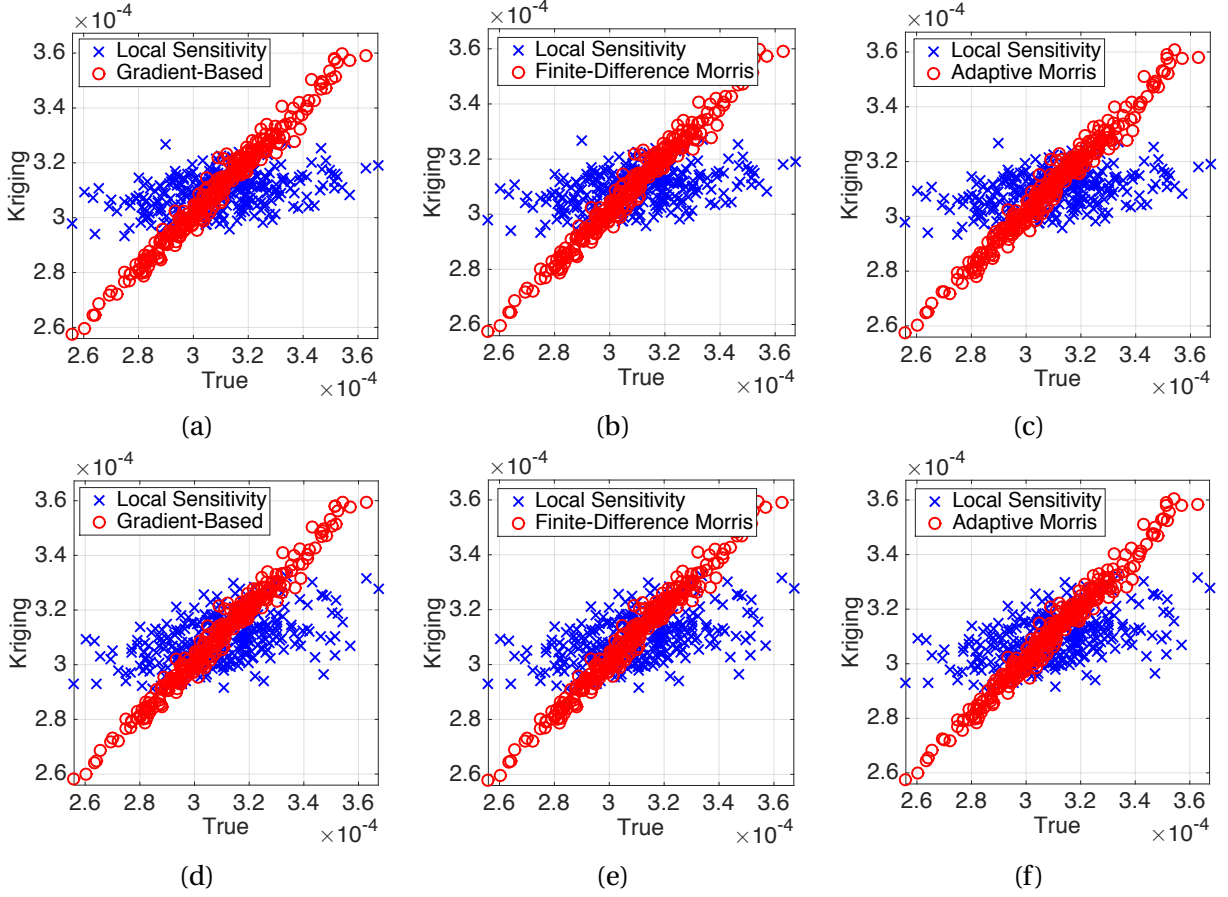 ×10-4
Local Sensitivity
Gradient-Based
3.6
3.4
3.2
3
2.8
2.6
Kriging
2.6 2.8 3 3.2 3.4 3.6
True
×10-4
(a)
×10-4
Local Sensitivity
Finite-Difference Morris
3.6
3.4
3.2
3
2.8
2.6
Kriging
2.6 2.8 3 3.2 3.4 3.6
True
×10-4
(b)
×10-4
Local Sensitivity
Adaptive Morris
3.6
3.4
3.2
3
2.8
2.6
Kriging
2.6 2.8 3 3.2 3.4 3.6
True
×10-4
(c)
×10-4
Local Sensitivity
Gradient-Based
3.6
3.4
3.2
3
2.8
2.6
Kriging
2.6 2.8 3 3.2 3.4 3.6
True
×10-4
(d)
×10-4
Local Sensitivity
Finite-Difference Morris
3.6
3.4
3.2
3
2.8
2.6
Kriging
2.6 2.8 3 3.2 3.4 3.6
True
×10-4
(e)
×10-4
Local Sensitivity
Adaptive Morris
3.6
3.4
3.2
3
2.8
2.6
Kriging
2.6 2.8 3 3.2 3.4 3.6
True
×10-4
(f)